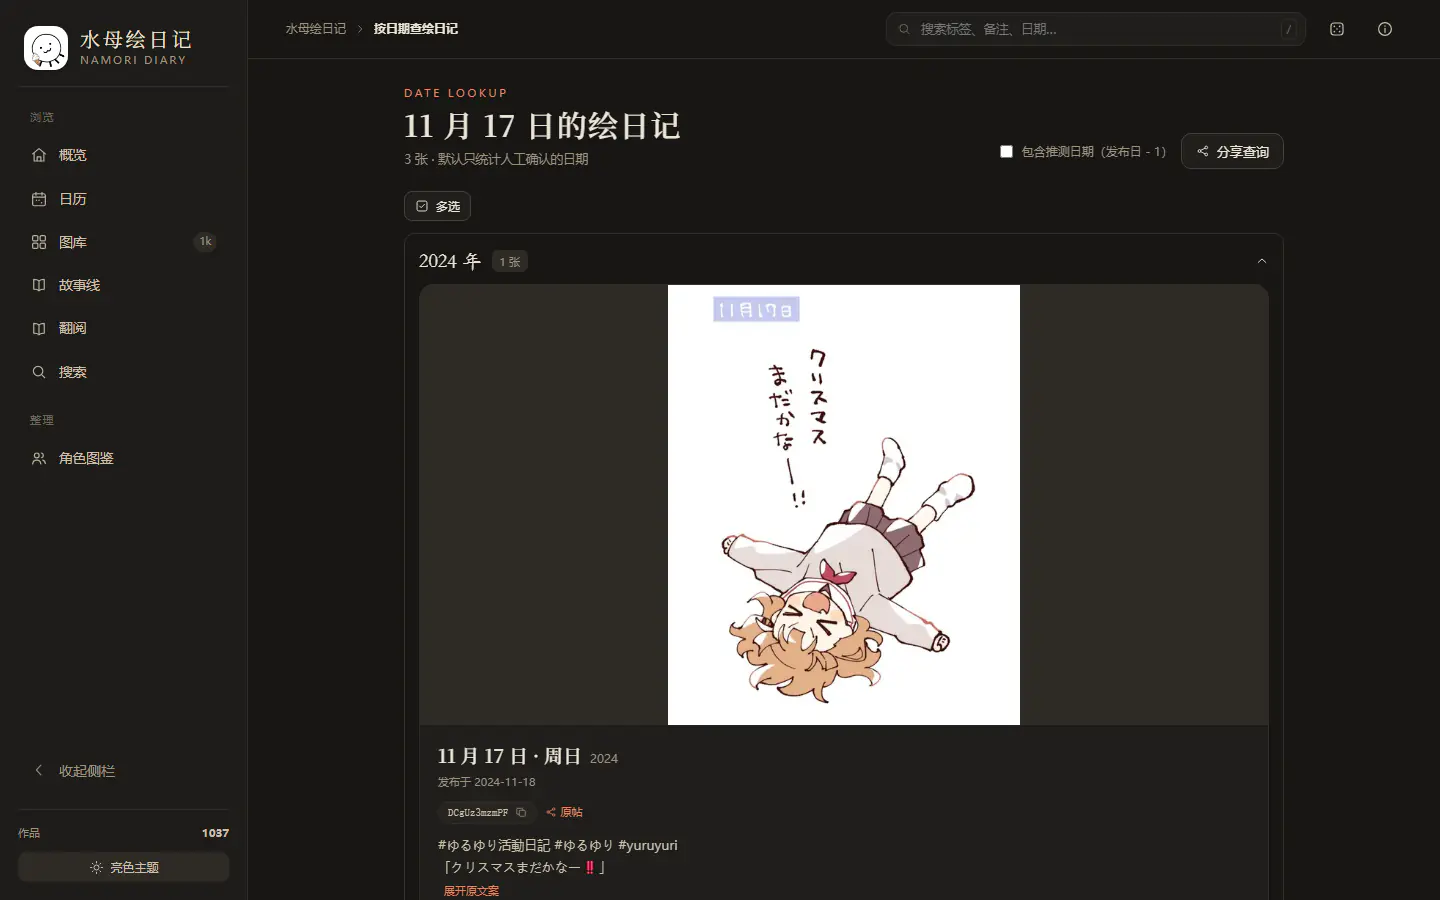 水母绘日记
NAMORI DIARY
浏览
概览
日历
图库
1k
故事线
翻阅
搜索
整理
角色图鉴
收起侧栏
作品
1037
亮色主题
水母绘日记
按日期查绘日记
搜索标签、备注、日期...
/
DATE LOOKUP
11 月 17 日的绘日记
3 张 · 默认只统计人工确认的日期
包含推测日期（发布日 - 1）
分享查询
多选
2024 年
1 张
11月17日
クリスマス
まだかなー!!
11 月 17 日 · 周日 2024
发布于 2024-11-18
DCgUz3mzmPF
原帖
#ゆるゆり活動日記 #ゆるゆり #yuruyuri
「クリスマスまだかなー‼️」
展开原文案